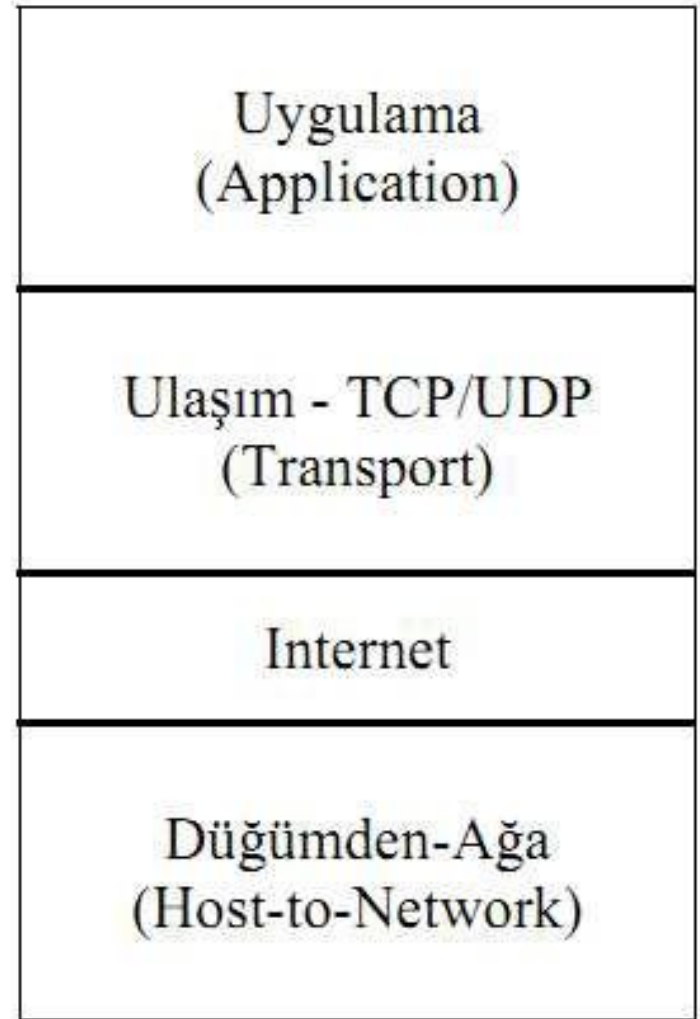 Uygulama
(Application)
Ulaşım - TCP/UDP
(Transport)
Internet
Düğümden-Ağa
(Host-to-Network)